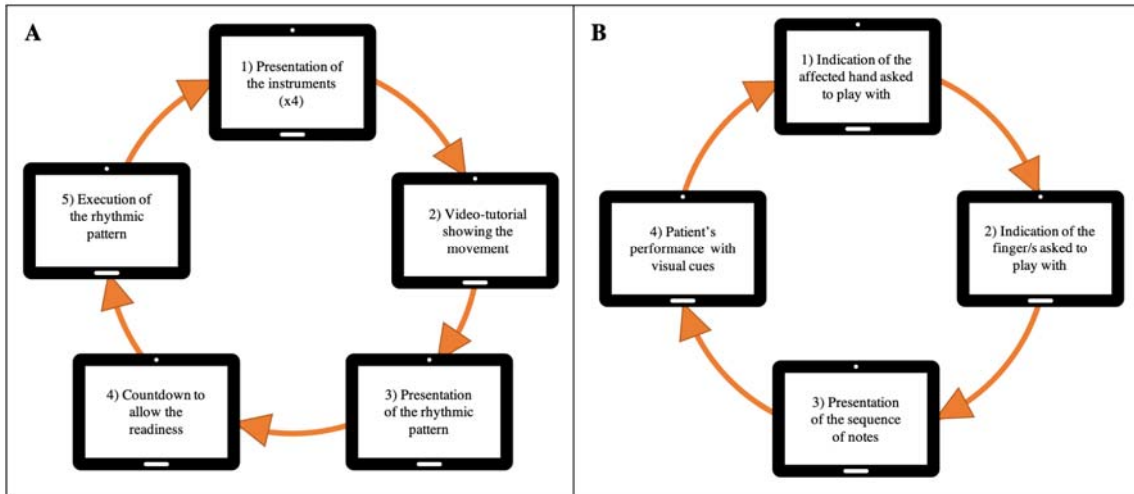 A
1) Presentation of
the instruments
(x4)
2) Video-tutorial
showing the
movement
3) Presentation
of the rhythmic
pattern
4) Countdown to
allow the
readiness
5) Execution of
the rhythmic
pattern
B
1) Indication of the
affected hand asked
to play with
2) Indication of the
finger/s asked to
play with
3) Presentation
of the sequence
of notes
4) Patient's
performance with
visual cues